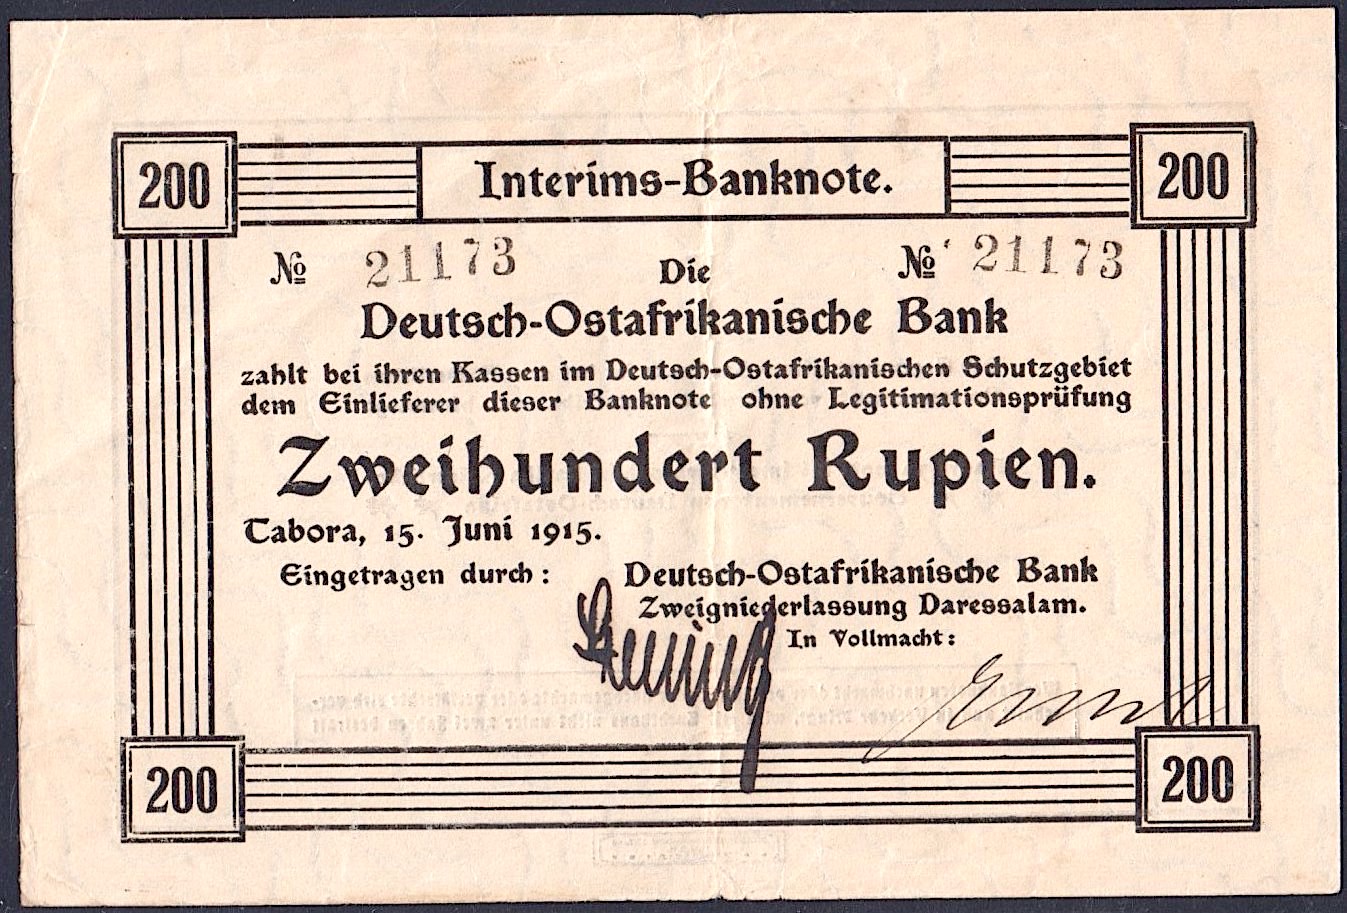 200 Interims-Banknote. 200
№ 21173 Die № 21173
Deutsch-Ostafrikanische Bank
zahlt bei ihren Kassen im Deutsch-Ostafrikanischen Schutzgebiet
dem Einlieferer dieser Banknote ohne Legitimationsprüfung
Zweihundert Rupien.
Tabora, 15. Juni 1915.
Eingetragen durch: Deutsch-Ostafrikanische Bank
Zweigniederlassung Daressalam.
In Vollmacht:
200 200